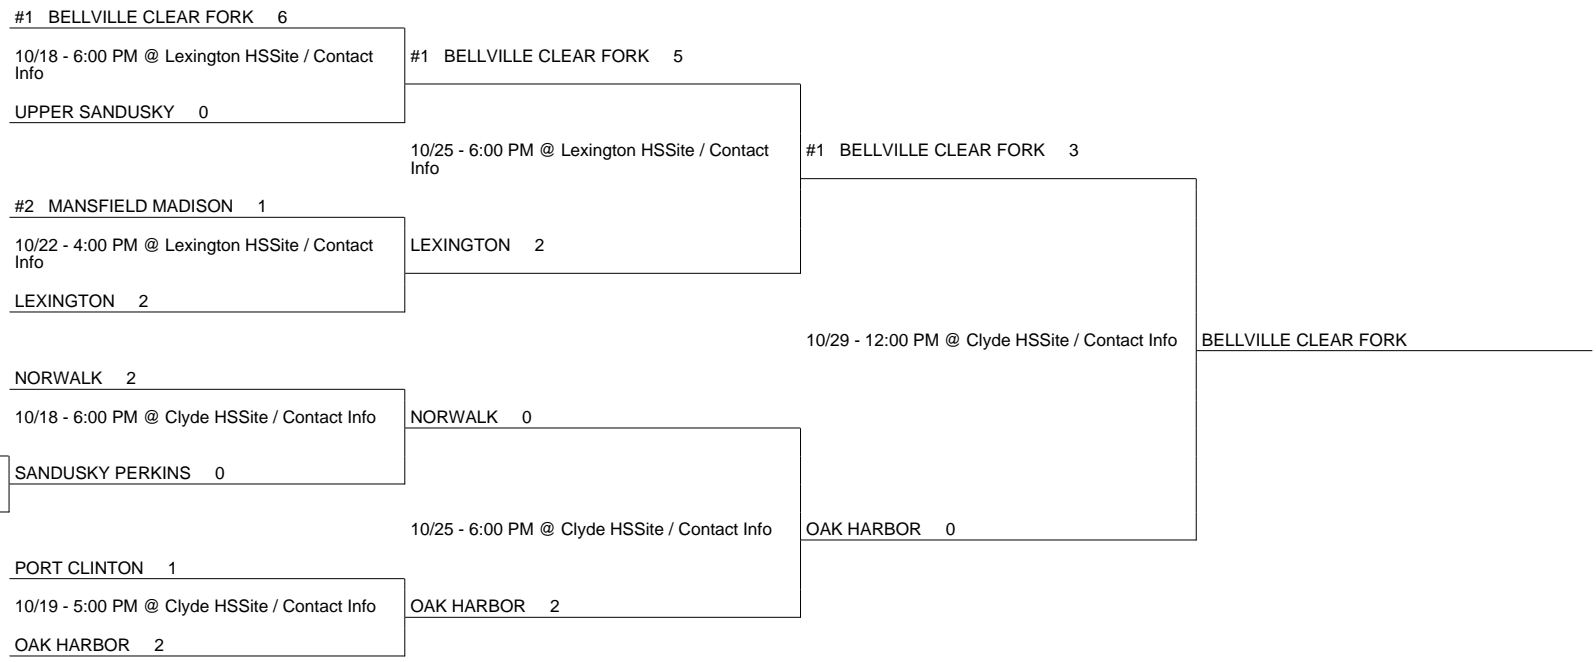 #1 BELLVILLE CLEAR FORK 6
10/18 - 6:00 PM @ Lexington HSSite / Contact
Info
UPPER SANDUSKY 0
#2 MANSFIELD MADISON 1
10/22 - 4:00 PM @ Lexington HSSite / Contact
Info
LEXINGTON 2
NORWALK 2
10/18 - 6:00 PM @ Clyde HSSite / Contact Info
SANDUSKY PERKINS 0
PORT CLINTON 1
10/19 - 5:00 PM @ Clyde HSSite / Contact Info
OAK HARBOR 2
#1 BELLVILLE CLEAR FORK 5
10/25 - 6:00 PM @ Lexington HSSite / Contact
Info
LEXINGTON 2
NORWALK 0
10/25 - 6:00 PM @ Clyde HSSite / Contact Info
OAK HARBOR 2
#1 BELLVILLE CLEAR FORK 3
10/29 - 12:00 PM @ Clyde HSSite / Contact Info
OAK HARBOR 0
BELLVILLE CLEAR FORK